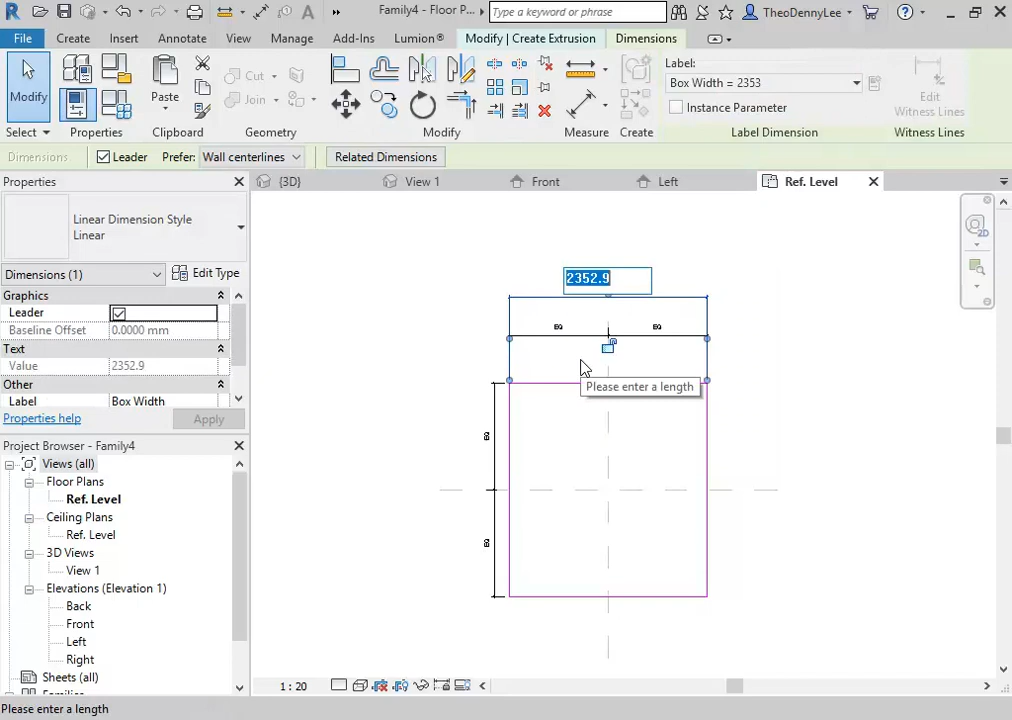 Family4 - Floor P...
Type a keyword or phrase
TheoDennyLee
File
Create
Insert
Annotate
View
Manage
Add-Ins
Lumion®
Modify | Create Extrusion
Dimensions
Modify
Paste
Cut
Join
Label:
Box Width = 2353
Instance Parameter
Edit
Witness Lines
Select
Properties
Clipboard
Geometry
Modify
Measure
Create
Label Dimension
Witness Lines
Dimensions
Leader
Prefer:
Wall centerlines
Related Dimensions
Properties
{3D}
View 1
Front
Left
Ref. Level
Linear Dimension Style
Linear
Dimensions (1)
Edit Type
Graphics
Leader
Baseline Offset
0.0000 mm
Text
Value
2352.9
Other
Label
Box Width
Properties help
Apply
Project Browser - Family4
Views (all)
Floor Plans
Ref. Level
Ceiling Plans
Ref. Level
3D Views
View 1
Elevations (Elevation 1)
Back
Front
Left
Right
Sheets (all)
Families
2352.9
EQ
EQ
Please enter a length
EQ
EQ
2D
1 : 20
Please enter a length